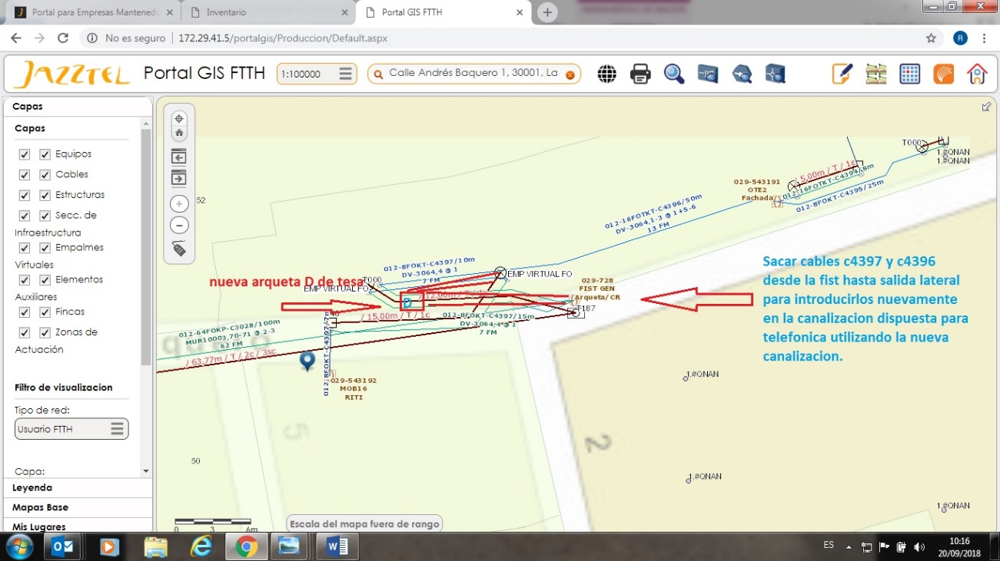 Portal para Empresas Mantened
Inventario
Portal GIS FTTH
No es seguro | 172.29.41.5/portalgis/Produccion/Default.aspx
R
JAZZTEL
Portal GIS FTTH
1:100000
Calle Andrés Baquero 1, 30001, La
Capas
Capas
Equipos
Cables
Estructuras
Secc. de
Infraestructura
Empalmes
Virtuales
Elementos
Auxiliares
Fincas
Zonas de
Actuación
Filtro de visualizacion
Tipo de red:
Usuario FTTH
Capa:
Leyenda
Mapas Base
Mis Lugares
52
T000
1.#QNAN
1.#QNAN
/ 5,00m / T / 1c
012-16FOTKT-C4394/8m
029-543191
OTE2
Fachada
012-8FOKT-C4395/25m
012-16FOTKT-C4396/50m
DV-3064,1-3 @ 1+5-6
13 FM
012-8FOKT-C4397/10m
DV-3064,4 @ 1
7 FM
nueva arqueta D de tesa
T000
EMP VIRTUAL FO
EMP VIRTUAL FO
029-728
FIST GEN
Arqueta/ CR
T187
D
/ 12,00m / T / 1c
/ 15,00m / T / 1c
012-8FOKT-C4397/15m
DV-3064,4 @ 1
7 FM
012-64FOKP-C3028/100m
MUR10003,70-71 @ 2-3
62 FM
/ 63,77m / T / 2c / 3sc
012-8FOKT-C4397/7m
029-543192
MOB16
RITI
Sacar cables c4397 y c4396
desde la fist hasta salida lateral
para introducirlos nuevamente
en la canalizacion dispuesta para
telefonica utilizando la nueva
canalizacion.
1.#QNAN
5
2
50
1.#QNAN
1.#QNAN
0 3 6m
Escala del mapa fuera de rango
ES
10:16
20/09/2018